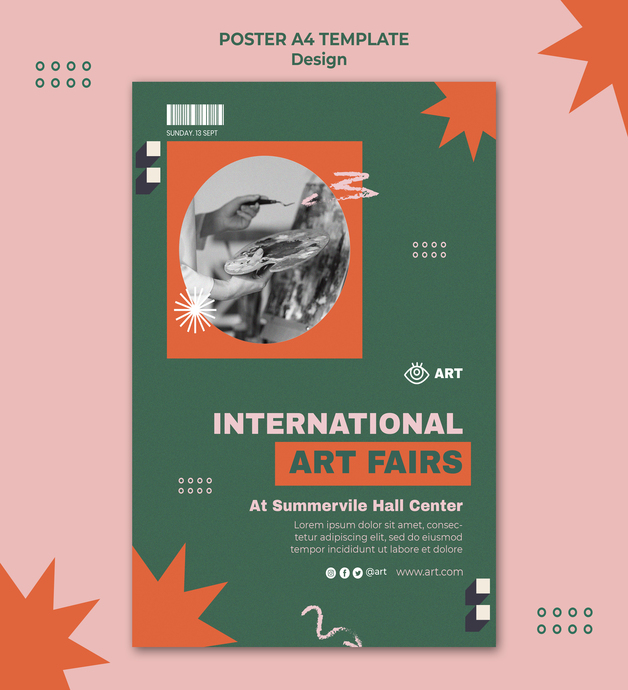 POSTER A4 TEMPLATE
Design
SUNDAY. 13 SEPT
ART
INTERNATIONAL
ART FAIRS
At Summervile Hall Center
Lorem ipsum dolor sit amet, consec-
tetur adipiscing elit, sed do eiusmod
tempor incididunt ut labore et dolore
@art www.art.com